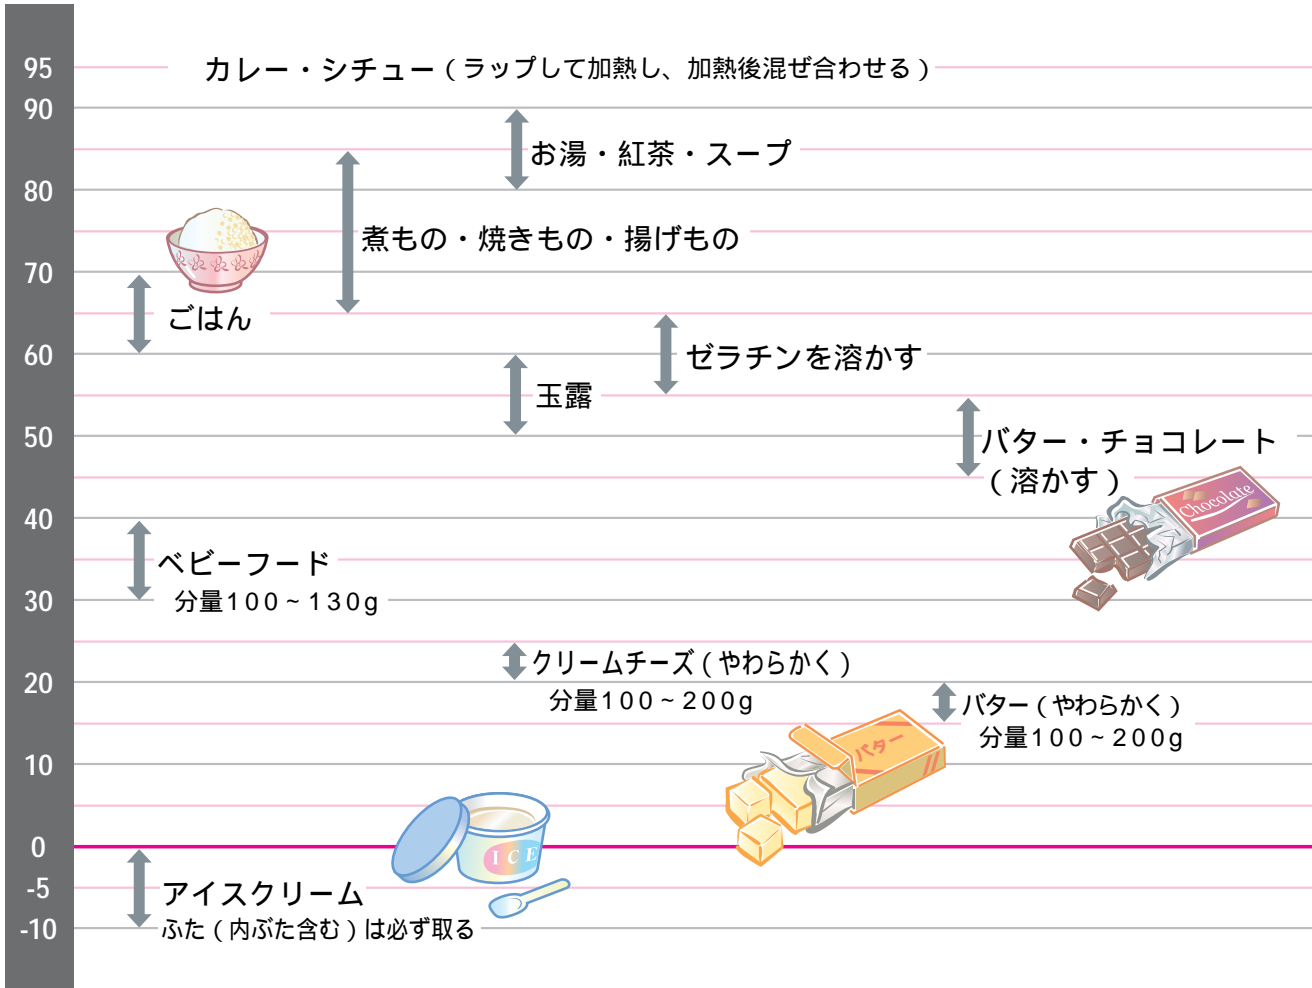 95
カレー・シチュー(ラップして加熱し、加熱後混ぜ合わせる)
90
お湯・紅茶・スープ
80
煮もの・焼きもの・揚げもの
70
ごはん
60
ゼラチンを溶かす
玉露
50
バター・チョコレート
(溶かす)
Chocolate
40
ベビーフード
30
分量100~130g
クリームチーズ(やわらかく)
20
分量100~200g
バター(やわらかく)
分量100~200g
バター
10
0
ICE
-5
アイスクリーム
-10
ふた(内ぶた含む)は必ず取る